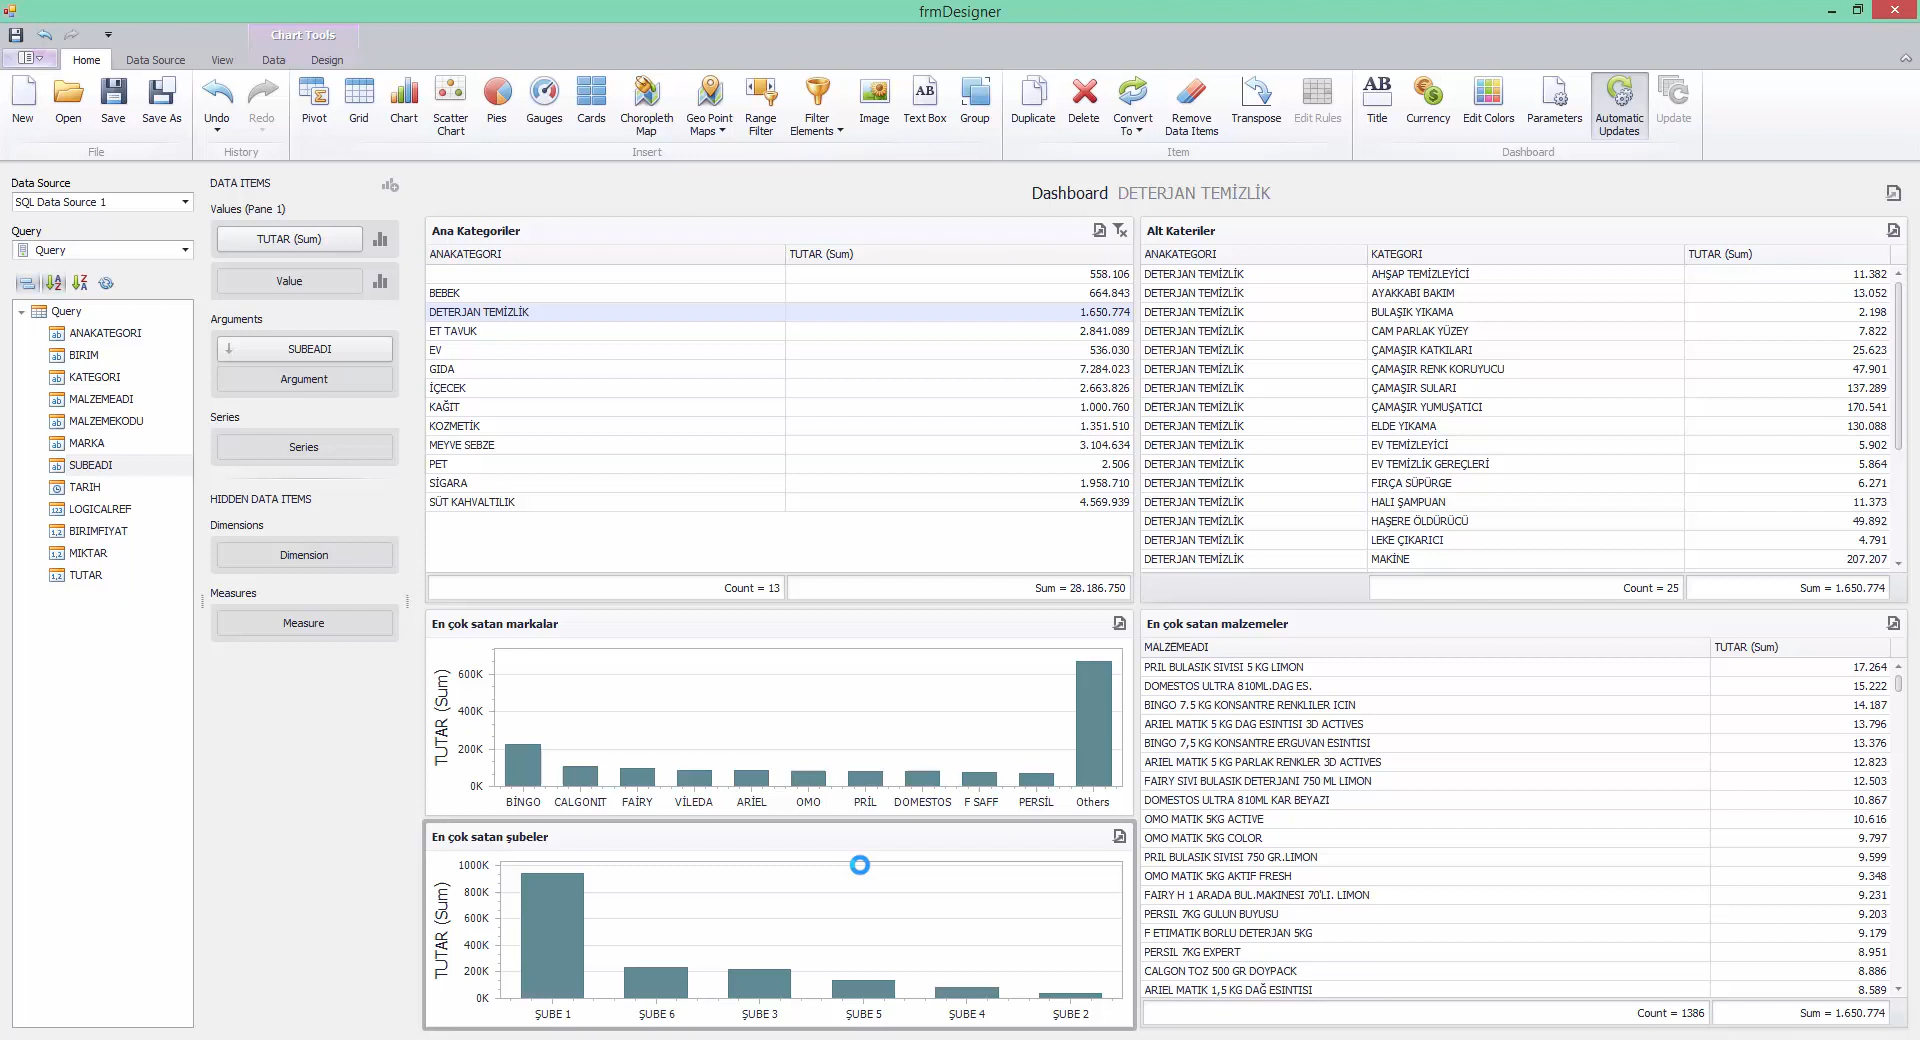 frmDesigner
Chart Tools
Home
Data Source
View
Data
Design
New
Open
Save
Save As
Undo
Redo
Pivot
Grid
Chart
Scatter Chart
Pies
Gauges
Cards
Choropleth Map
Geo Point Maps
Range Filter
Filter Elements
Image
Text Box
Group
Duplicate
Delete
Convert To
Remove Data Items
Transpose
Edit Rules
Title
Currency
Edit Colors
Parameters
Automatic Updates
Update
File
History
Insert
Item
Dashboard
Data Source
SQL Data Source 1
Query
Query
Query
ANAKATEGORI
BIRIM
KATEGORI
MALZEMEADI
MALZEMEKODU
MARKA
SUBEADI
TARIH
LOGICALREF
BIRIMFIYAT
MIKTAR
TUTAR
DATA ITEMS
Values (Pane 1)
TUTAR (Sum)
Value
Arguments
SUBEADI
Argument
Series
Series
HIDDEN DATA ITEMS
Dimensions
Dimension
Measures
Measure
Dashboard DETERJAN TEMİZLİK
Ana Kategoriler
ANAKATEGORI TUTAR (Sum)
558.106
BEBEK 664.843
DETERJAN TEMİZLİK 1.650.774
ET TAVUK 2.841.089
EV 536.030
GIDA 7.284.023
İÇECEK 2.663.826
KAĞIT 1.000.760
KOZMETİK 1.351.510
MEYVE SEBZE 3.104.634
PET 2.506
SİGARA 1.958.710
SÜT KAHVALTILIK 4.569.939
Count = 13 Sum = 28.186.750
Alt Kateriler
ANAKATEGORI KATEGORI TUTAR (Sum)
DETERJAN TEMİZLİK AHŞAP TEMİZLEYİCİ 11.382
DETERJAN TEMİZLİK AYAKKABI BAKIM 13.052
DETERJAN TEMİZLİK BULAŞIK YIKAMA 2.198
DETERJAN TEMİZLİK CAM PARLAK YÜZEY 7.822
DETERJAN TEMİZLİK ÇAMAŞIR KATKILARI 25.623
DETERJAN TEMİZLİK ÇAMAŞIR RENK KORUYUCU 47.901
DETERJAN TEMİZLİK ÇAMAŞIR SULARI 137.289
DETERJAN TEMİZLİK ÇAMAŞIR YUMUŞATICI 170.541
DETERJAN TEMİZLİK ELDE YIKAMA 130.088
DETERJAN TEMİZLİK EV TEMİZLEYİCİ 5.902
DETERJAN TEMİZLİK EV TEMİZLİK GEREÇLERİ 5.864
DETERJAN TEMİZLİK FIRÇA SÜPÜRGE 6.271
DETERJAN TEMİZLİK HALI ŞAMPUAN 11.373
DETERJAN TEMİZLİK HAŞERE ÖLDÜRÜCÜ 49.892
DETERJAN TEMİZLİK LEKE ÇIKARICI 4.791
DETERJAN TEMİZLİK MAKİNE 207.207
Count = 25 Sum = 1.650.774
En çok satan markalar
TUTAR (Sum)
600K
400K
200K
0K
BİNGO CALGONIT FAİRY VİLEDA ARİEL OMO PRİL DOMESTOS F SAFF PERSİL Others
En çok satan şubeler
TUTAR (Sum)
1000K
800K
600K
400K
200K
0K
ŞUBE 1 ŞUBE 6 ŞUBE 3 ŞUBE 5 ŞUBE 4 ŞUBE 2
En çok satan malzemeler
MALZEMEADI TUTAR (Sum)
PRIL BULASIK SIVISI 5 KG LIMON 17.264
DOMESTOS ULTRA 810ML.DAG ES. 15.222
BINGO 7.5 KG KONSANTRE RENKLILER ICIN 14.187
ARIEL MATIK 5 KG DAG ESINTISI 3D ACTIVES 13.796
BINGO 7,5 KG KONSANTRE ERGUVAN ESINTISI 13.376
ARIEL MATIK 5 KG PARLAK RENKLER 3D ACTIVES 12.823
FAIRY SIVI BULASIK DETERJANI 750 ML LIMON 12.503
DOMESTOS ULTRA 810ML KAR BEYAZI 10.867
OMO MATIK 5KG ACTIVE 10.616
OMO MATIK 5KG COLOR 9.797
PRIL BULASIK SIVISI 750 GR.LIMON 9.599
OMO MATIK 5KG AKTIF FRESH 9.348
FAIRY H 1 ARADA BUL.MAKINESI 70'LI. LIMON 9.231
PERSIL 7KG GULUN BUYUSU 9.203
F ETIMATIK BORLU DETERJAN 5KG 9.179
PERSIL 7KG EXPERT 8.951
CALGON TOZ 500 GR DOYPACK 8.886
ARIEL MATIK 1,5 KG DAĞ ESINTISI 8.589
Count = 1386 Sum = 1.650.774